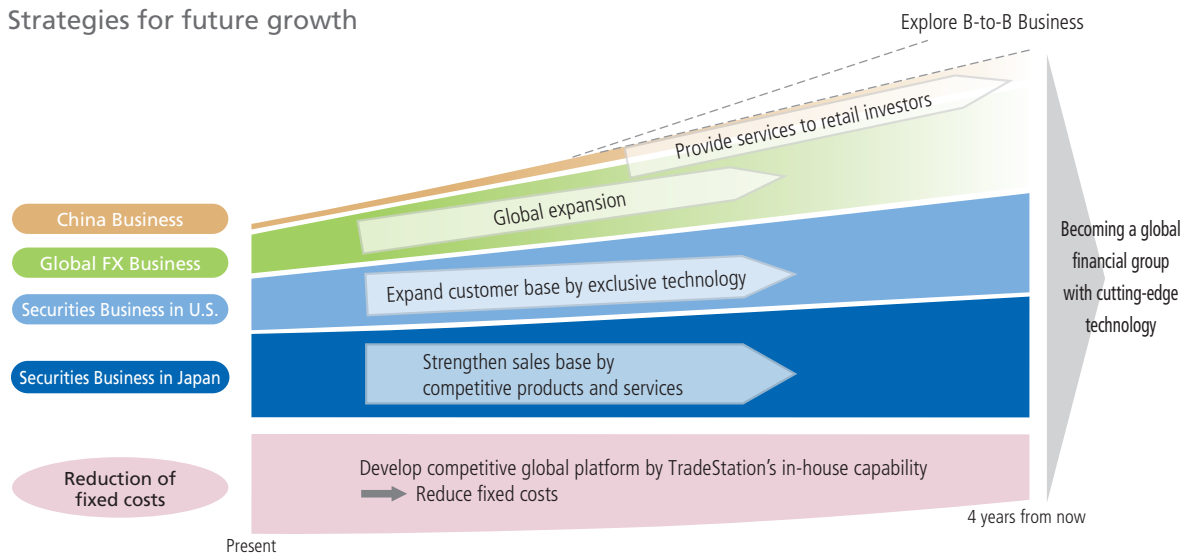 Strategies for future growth
Explore B-to-B Business
Provide services to retail investors
China Business
Global expansion
Global FX Business
Securities Business in U.S.
Expand customer base by exclusive technology
Securities Business in Japan
Strengthen sales base by
competitive products and services
Becoming a global
financial group
with cutting-edge
technology
Reduction of
fixed costs
Develop competitive global platform by TradeStation's in-house capability
Reduce fixed costs
Present
4 years from now